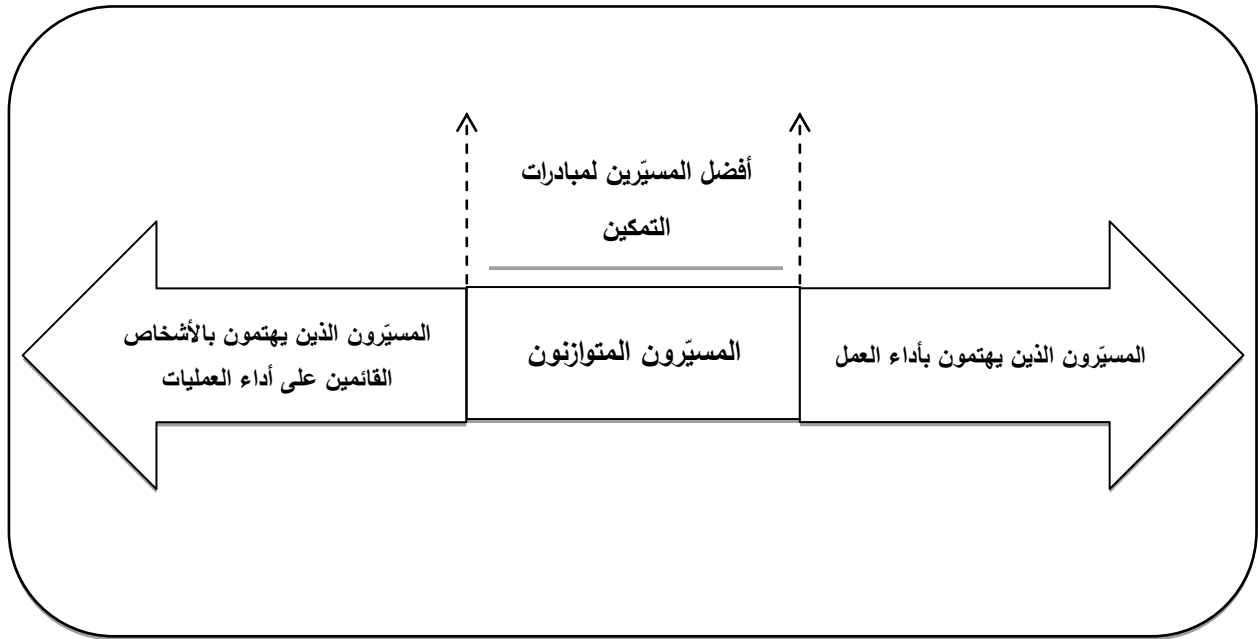 أفضل المسيّرين لمبادرات
التمكين
المسيّرون الذين يهتمون بأداء العمل
المسيّرون المتوازنون
المسيّرون الذين يهتمون بالأشخاص
القائمين على أداء العمليات